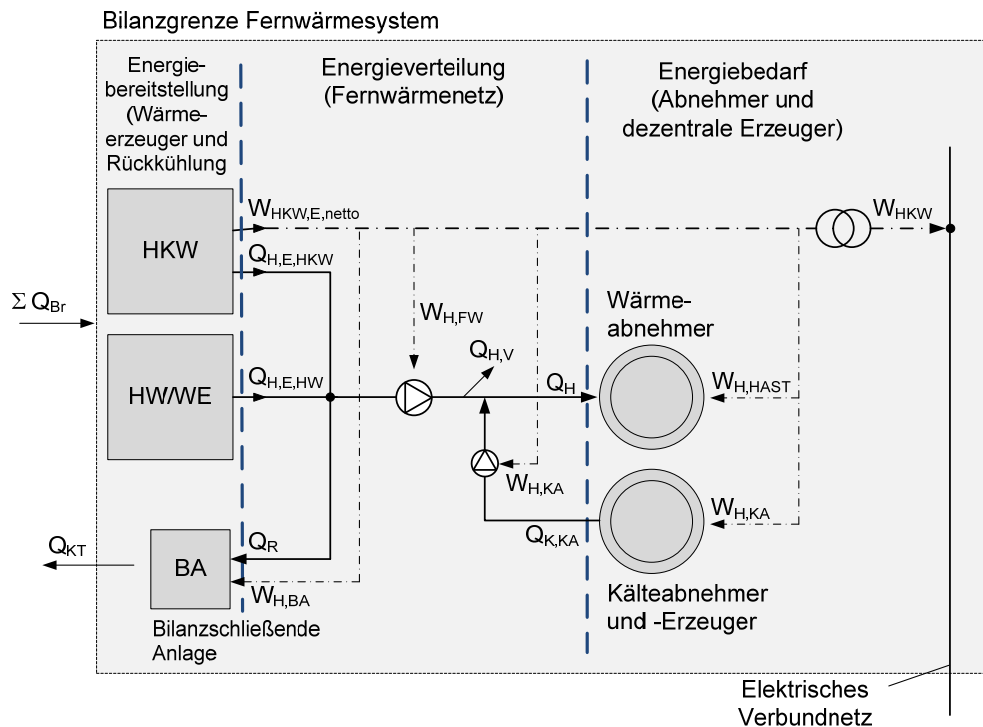 Bilanzgrenze Fernwärmesystem
Energie-
bereitstellung
(Wärme-
erzeuger und
Rückkühlung
Energieverteilung
(Fernwärmenetz)
Energiebedarf
(Abnehmer und
dezentrale Erzeuger)
W_HKW,E,netto
W_HKW
HKW
Q_H,E,HKW
Σ Q_Br
W_H,FW
Wärme-
abnehmer
Q_H,V
HW/WE
Q_H,E,HW
Q_H
W_H,HAST
W_H,KA
W_H,KA
Q_K,KA
Q_KT
BA
Q_R
W_H,BA
Kälteabnehmer
und -Erzeuger
Bilanzschließende
Anlage
Elektrisches
Verbundnetz